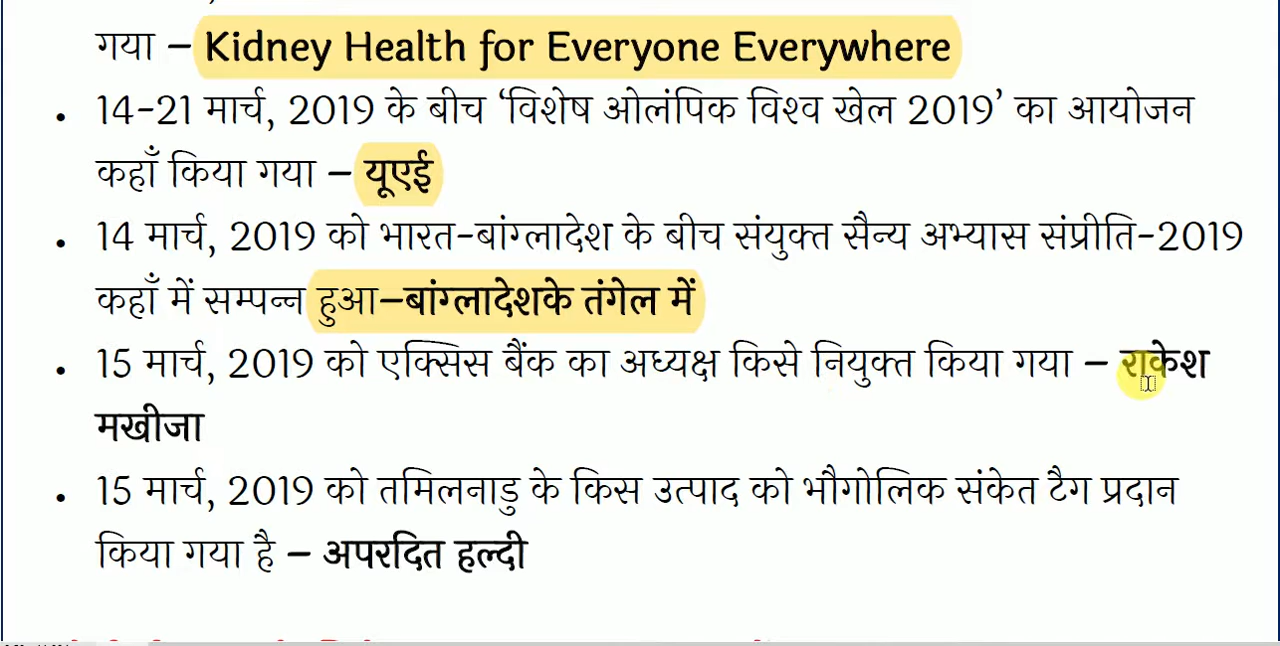 गया – Kidney Health for Everyone Everywhere
• 14-21 मार्च, 2019 के बीच ‘विशेष ओलंपिक विश्व खेल 2019’ का आयोजन
कहाँ किया गया – यूएई
• 14 मार्च, 2019 को भारत-बांग्लादेश के बीच संयुक्त सैन्य अभ्यास संप्रीति-2019
कहाँ में सम्पन्न हुआ–बांग्लादेशके तंगेल में
• 15 मार्च, 2019 को एक्सिस बैंक का अध्यक्ष किसे नियुक्त किया गया – राकेश
मखीजा
• 15 मार्च, 2019 को तमिलनाडु के किस उत्पाद को भौगोलिक संकेत टैग प्रदान
किया गया है – अपरदित हल्दी